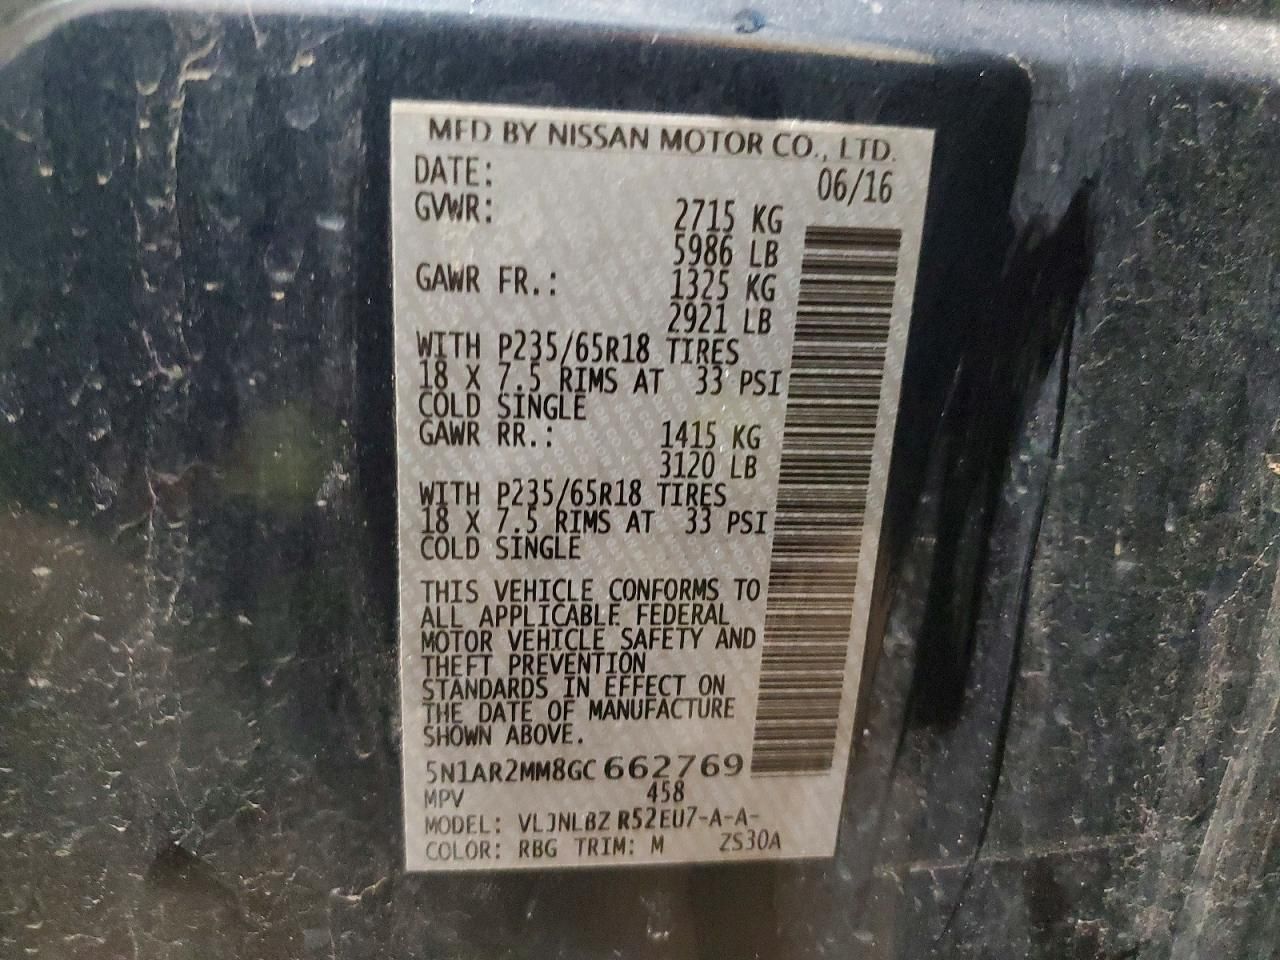 MFD BY NISSAN MOTOR CO., LTD.
DATE: 06/16
GVWR: 2715 KG
5986 LB
GAWR FR.: 1325 KG
2921 LB
WITH P235/65R18 TIRES
18 X 7.5 RIMS AT 33 PSI
COLD SINGLE
GAWR RR.: 1415 KG
3120 LB
WITH P235/65R18 TIRES
18 X 7.5 RIMS AT 33 PSI
COLD SINGLE
THIS VEHICLE CONFORMS TO
ALL APPLICABLE FEDERAL
MOTOR VEHICLE SAFETY AND
THEFT PREVENTION
STANDARDS IN EFFECT ON
THE DATE OF MANUFACTURE
SHOWN ABOVE.
5N1AR2MM8GC662769
MPV 458
MODEL: VLJNLBZ R52EU7-A-A-
COLOR: RBG TRIM: M ZS30A